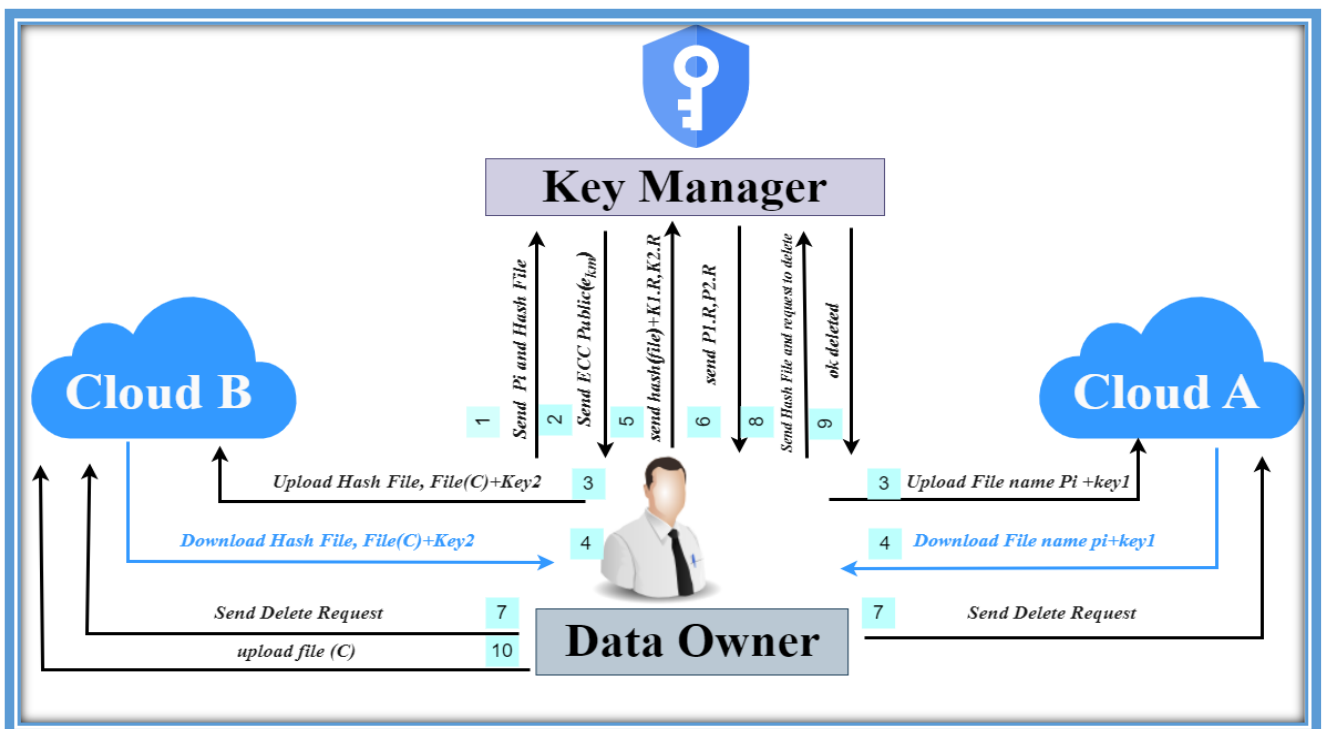 Key Manager
1
Send Pi and Hash File
2
Send ECC Public(e_km)
5
send hash(file)+K1.R,K2.R
6
send P1.R,P2.R
8
Send Hash File and request to delete
9
ok deleted
Cloud B
Cloud A
Upload Hash File, File(C)+Key2
3
3
Upload File name Pi +key1
Download Hash File, File(C)+Key2
4
4
Download File name pi+key1
Send Delete Request
7
7
Send Delete Request
upload file (C)
10
Data Owner